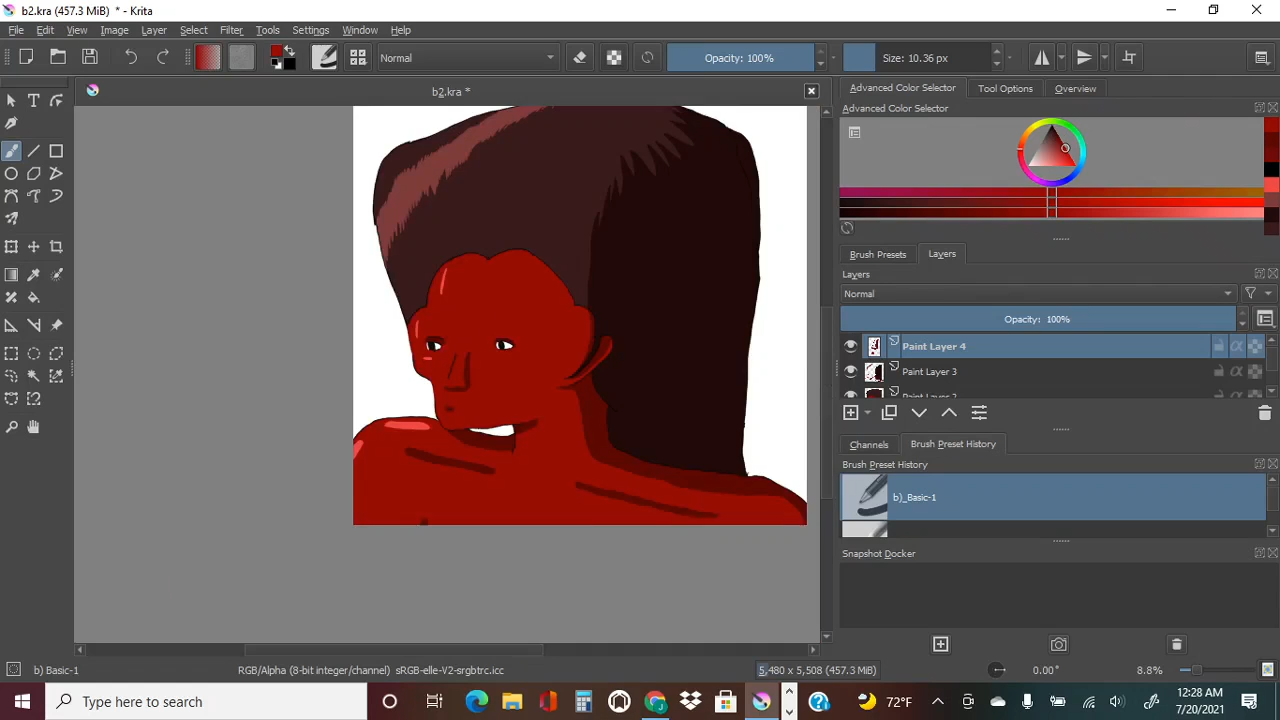 b2.kra (457.3 MiB) * - Krita
File Edit View Image Layer Select Filter Tools Settings Window Help
Normal Opacity: 100% Size: 10.36 px
b2.kra *
Advanced Color Selector Tool Options Overview
Advanced Color Selector
Brush Presets Layers
Layers
Normal
Opacity: 100%
Paint Layer 4
Paint Layer 3
Channels Brush Preset History
Brush Preset History
b)_Basic-1
Snapshot Docker
b) Basic-1 RGB/Alpha (8-bit integer/channel) sRGB-elle-V2-srgbtrc.icc 5,480 x 5,508 (457.3 MiB) 0.00° 8.8%
Type here to search 72°F 12:28 AM
7/20/2021